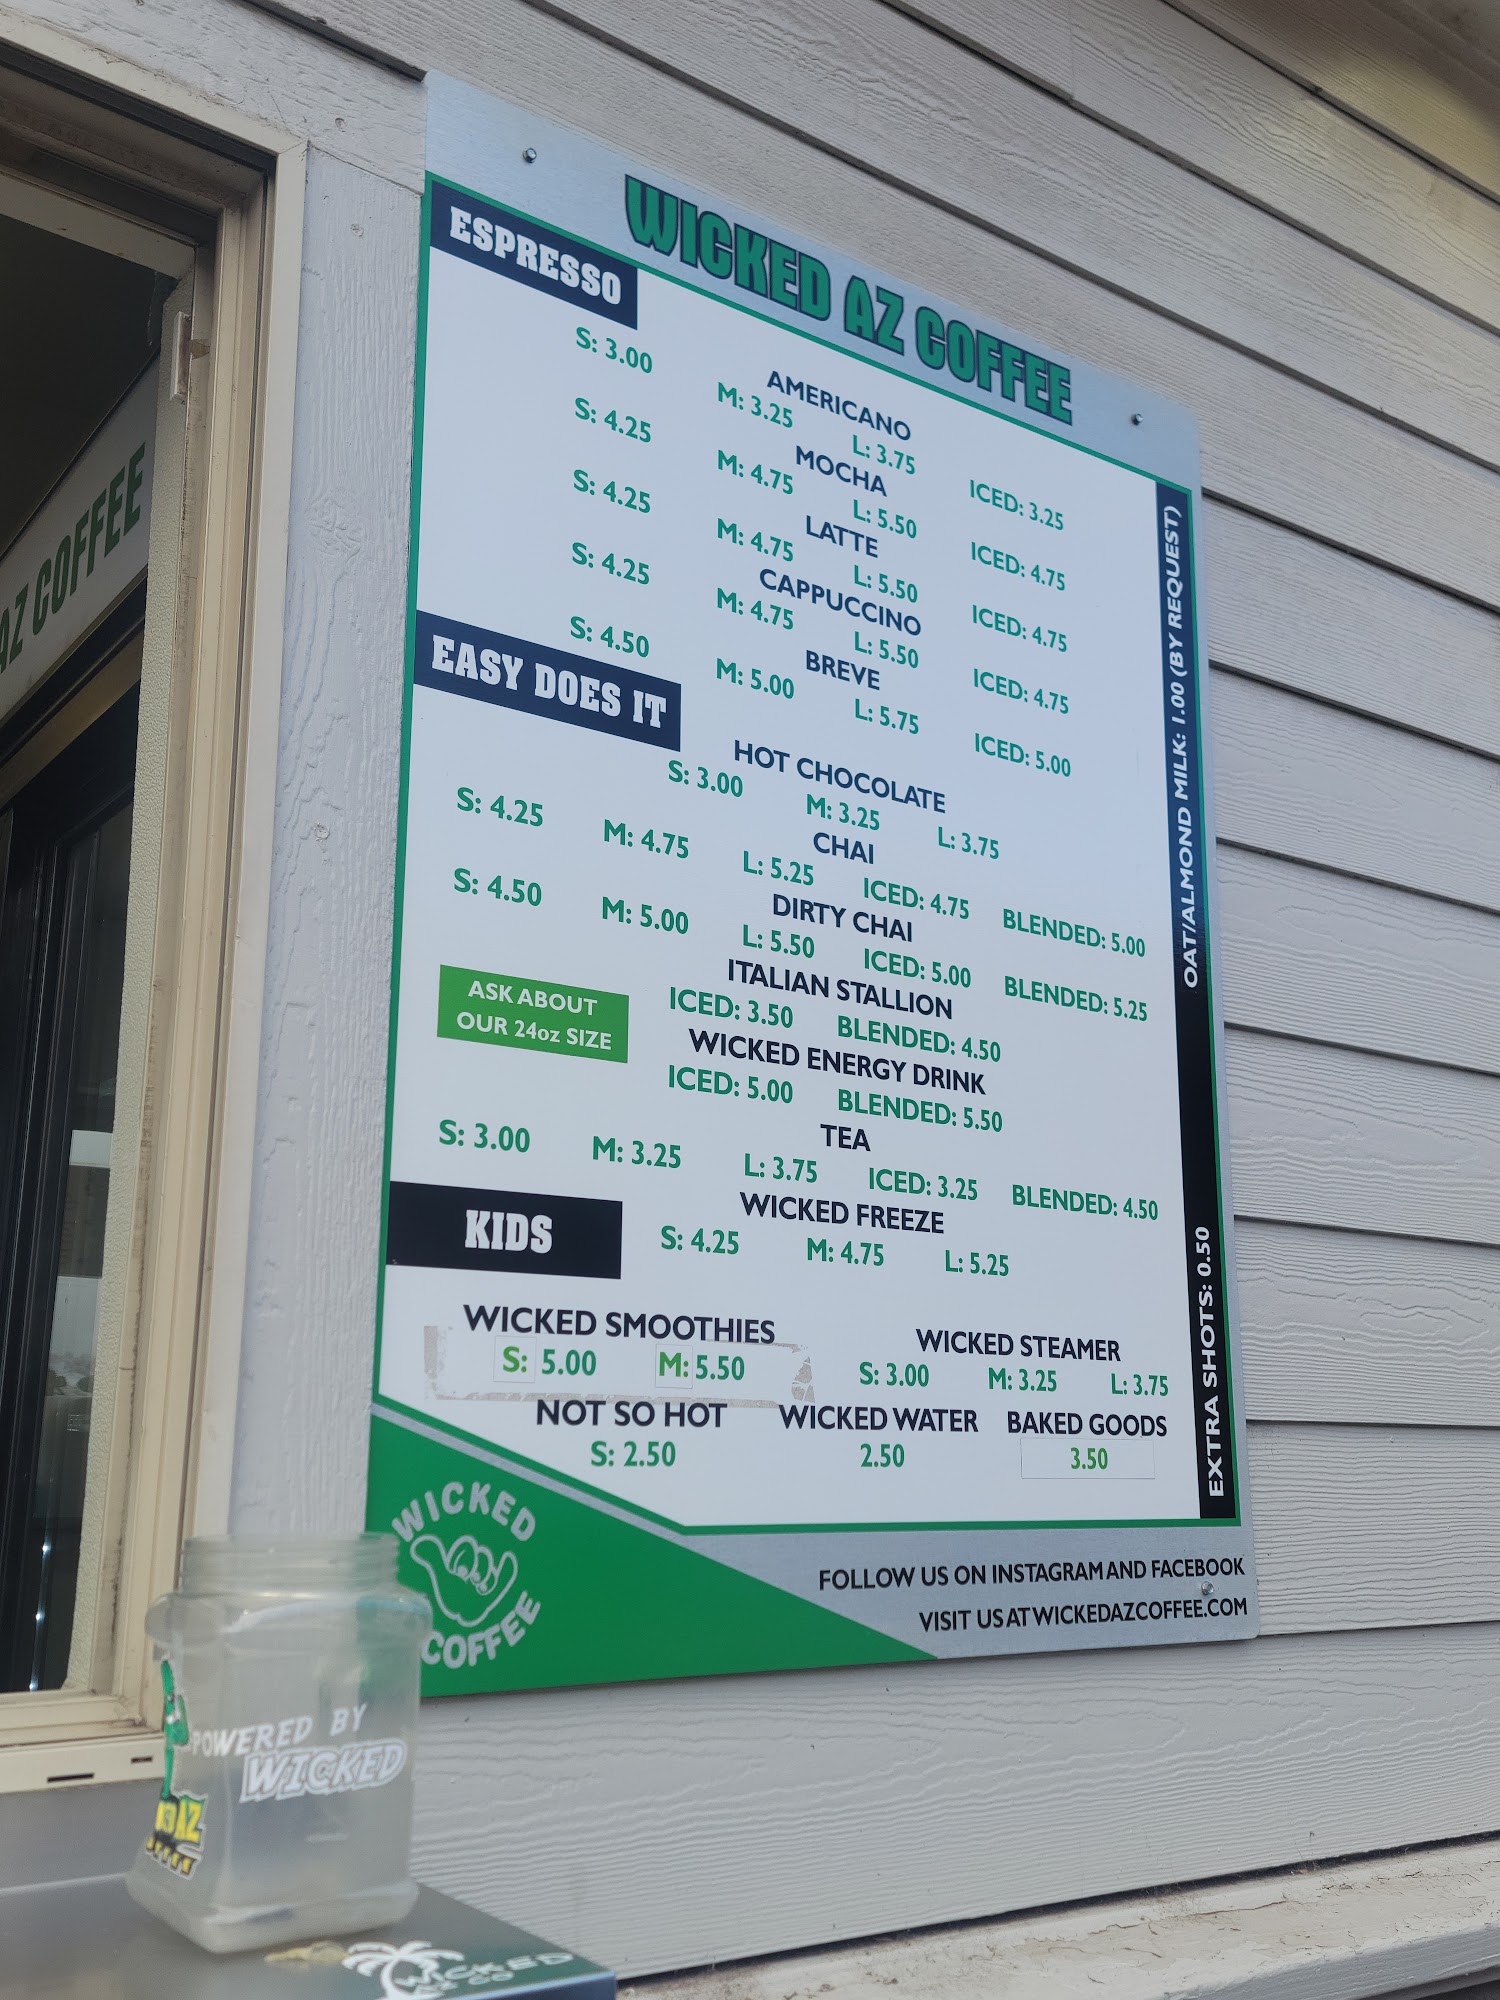 WICKED AZ COFFEE
ESPRESSO
AMERICANO
S: 3.00 M: 3.25 L: 3.75 ICED: 3.25
MOCHA
S: 4.25 M: 4.75 L: 5.50 ICED: 4.75
LATTE
S: 4.25 M: 4.75 L: 5.50 ICED: 4.75
CAPPUCCINO
S: 4.25 M: 4.75 L: 5.50 ICED: 4.75
BREVE
S: 4.50 M: 5.00 L: 5.75 ICED: 5.00
EASY DOES IT
HOT CHOCOLATE
S: 3.00 M: 3.25 L: 3.75
CHAI
S: 4.25 M: 4.75 L: 5.25 ICED: 4.75 BLENDED: 5.00
DIRTY CHAI
S: 4.50 M: 5.00 L: 5.50 ICED: 5.00 BLENDED: 5.25
ITALIAN STALLION
ICED: 3.50 BLENDED: 4.50
ASK ABOUT
OUR 24oz SIZE
WICKED ENERGY DRINK
ICED: 5.00 BLENDED: 5.50
TEA
S: 3.00 M: 3.25 L: 3.75 ICED: 3.25 BLENDED: 4.50
KIDS
WICKED FREEZE
S: 4.25 M: 4.75 L: 5.25
WICKED SMOOTHIES
S: 5.00 M: 5.50
WICKED STEAMER
S: 3.00 M: 3.25 L: 3.75
NOT SO HOT
S: 2.50
WICKED WATER
2.50
BAKED GOODS
3.50
OAT/ALMOND MILK: 1.00 (BY REQUEST)
EXTRA SHOTS: 0.50
WICKED
COFFEE
FOLLOW US ON INSTAGRAM AND FACEBOOK
VISIT US AT WICKEDAZCOFFEE.COM
AZ COFFEE
POWERED BY
WICKED
AZ
WICKED